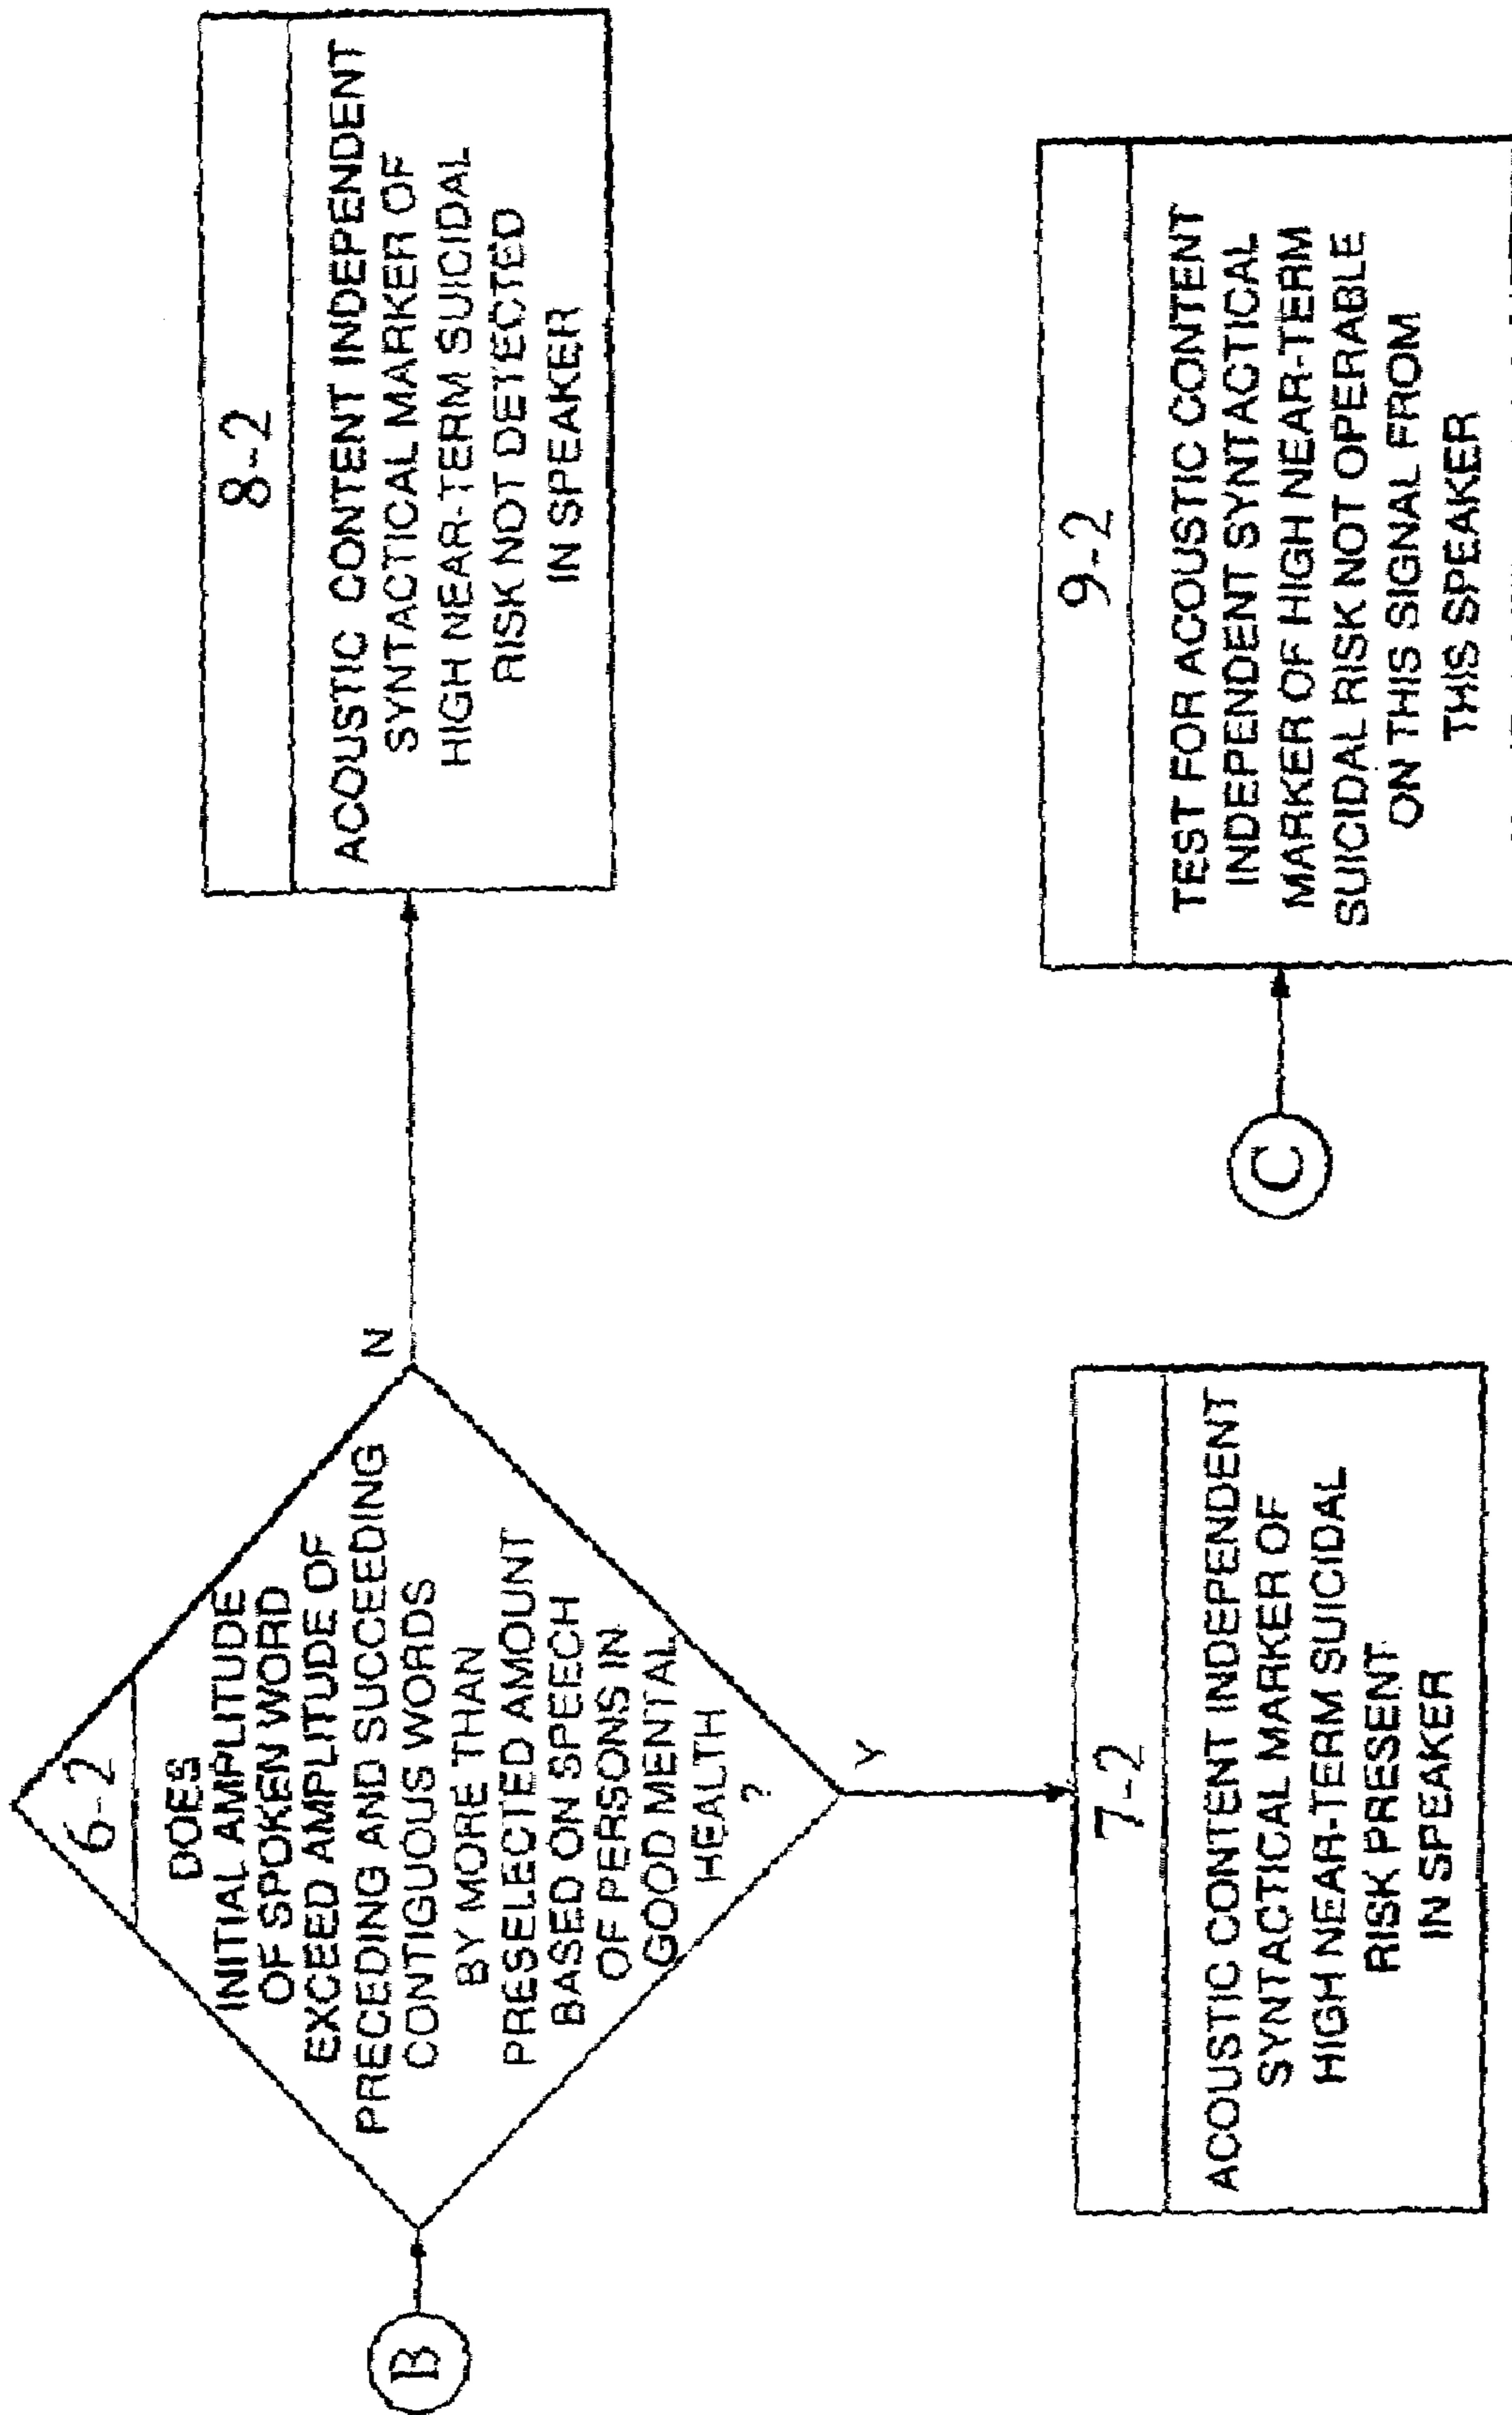 B
6-2
DOES
INITIAL AMPLITUDE
OF SPOKEN WORD
EXCEED AMPLITUDE OF
PRECEDING AND SUCCEEDING
CONTIGUOUS WORDS
BY MORE THAN
PRESELECTED AMOUNT
BASED ON SPEECH
OF PERSONS IN
GOOD MENTAL
HEALTH
?
N
Y
8-2
ACOUSTIC CONTENT INDEPENDENT
SYNTACTICAL MARKER OF
HIGH NEAR-TERM SUICIDAL
RISK NOT DETECTED
IN SPEAKER
7-2
ACOUSTIC CONTENT INDEPENDENT
SYNTACTICAL MARKER OF
HIGH NEAR-TERM SUICIDAL
RISK PRESENT
IN SPEAKER
C
9-2
TEST FOR ACOUSTIC CONTENT
INDEPENDENT SYNTACTICAL
MARKER OF HIGH NEAR-TERM
SUICIDAL RISK NOT OPERABLE
ON THIS SIGNAL FROM
THIS SPEAKER